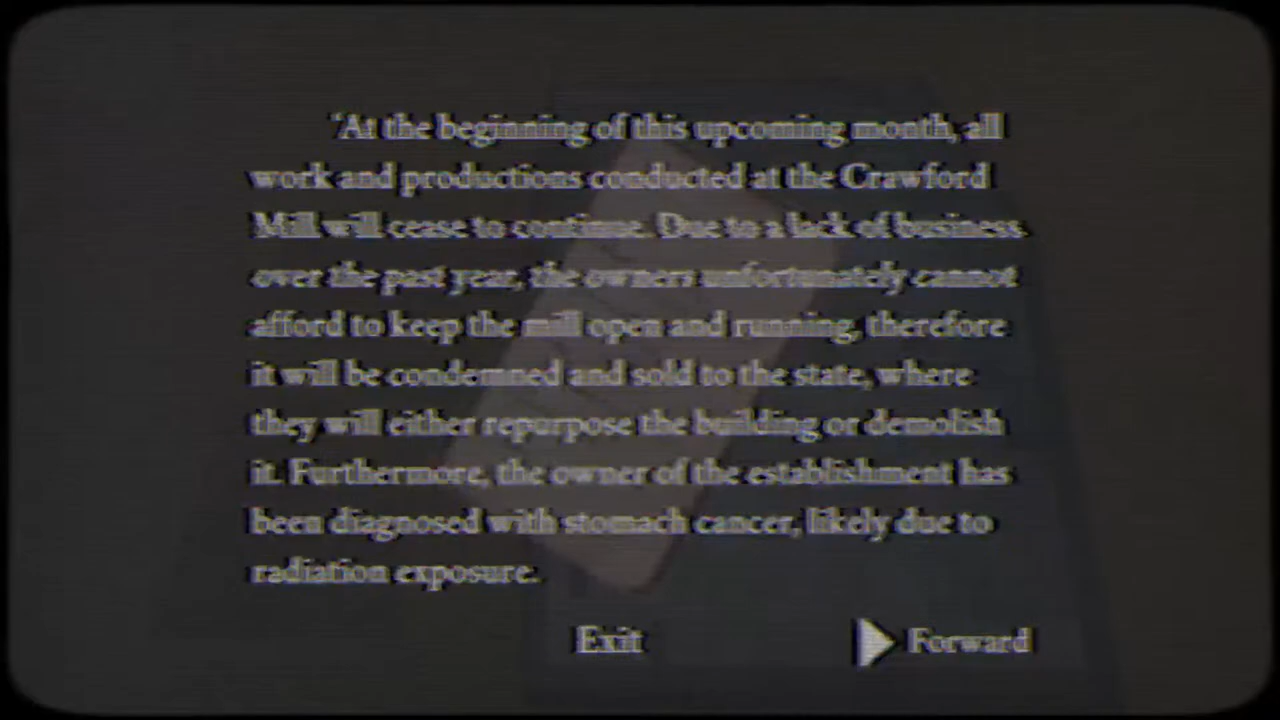 "At the beginning of this upcoming month, all
work and productions conducted at the Crawford
Mill will cease to continue. Due to a lack of business
over the past year, the owners unfortunately cannot
afford to keep the mill open and running, therefore
it will be condemned and sold to the state, where
they will either repurpose the building or demolish
it. Furthermore, the owner of the establishment has
been diagnosed with stomach cancer, likely due to
radiation exposure.
Exit
Forward